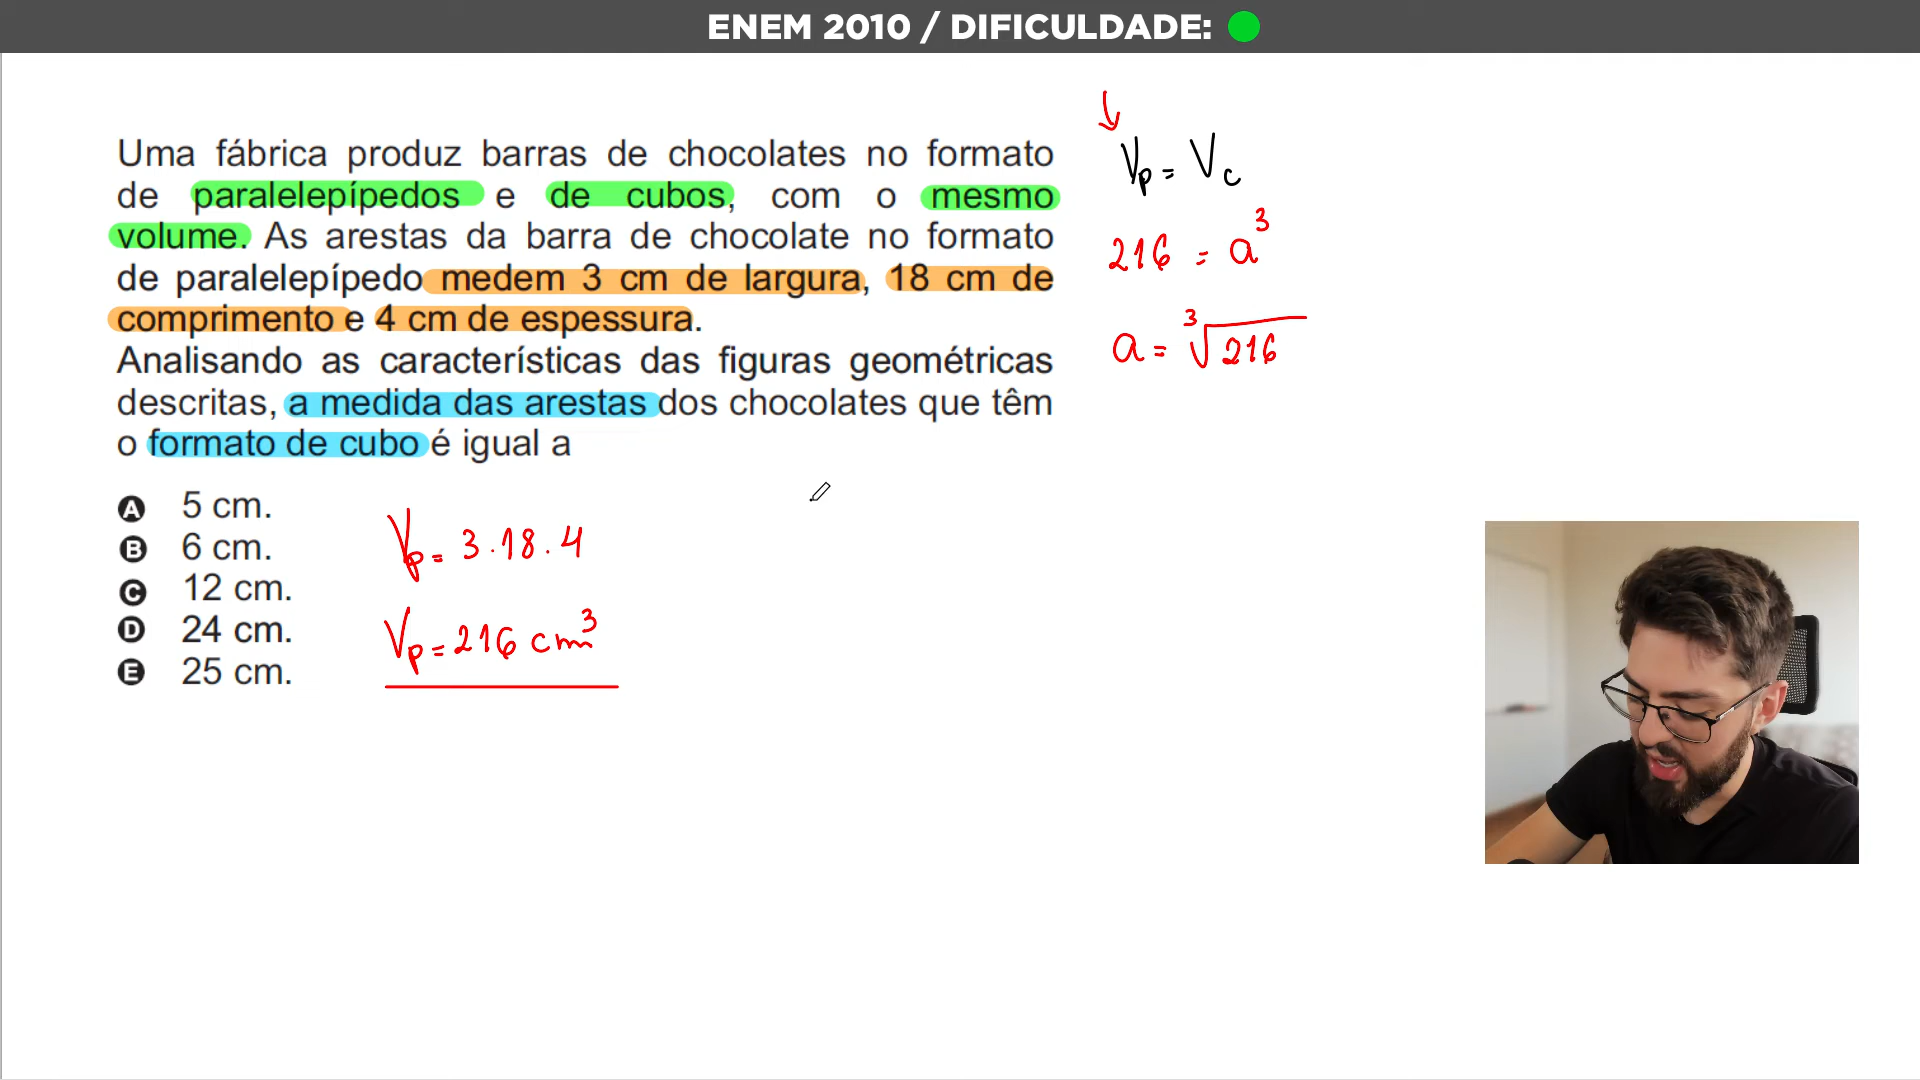 ENEM 2010 / DIFICULDADE:
Uma fábrica produz barras de chocolates no formato
de paralelepípedos e de cubos, com o mesmo
volume. As arestas da barra de chocolate no formato
de paralelepípedo medem 3 cm de largura, 18 cm de
comprimento e 4 cm de espessura.
Analisando as características das figuras geométricas
descritas, a medida das arestas dos chocolates que têm
o formato de cubo é igual a
A 5 cm.
B 6 cm.
C 12 cm.
D 24 cm.
E 25 cm.
Vp = 3.18.4
Vp = 216 cm³
Vp = Vc
216 = a³
a = ³√216